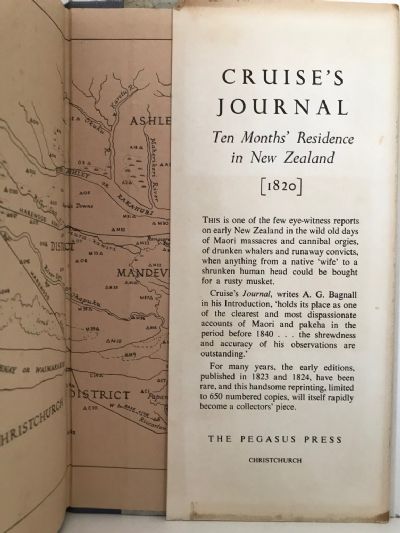 CRUISE'S
JOURNAL
Ten Months' Residence
in New Zealand
[1820]
THIS is one of the few eye-witness reports
on early New Zealand in the wild old days
of Maori massacres and cannibal orgies,
of drunken whalers and runaway convicts,
when anything from a native 'wife' to a
shrunken human head could be bought
for a rusty musket.
Cruise's Journal, writes A. G. Bagnall
in his Introduction, 'holds its place as one
of the clearest and most dispassionate
accounts of Maori and pakeha in the
period before 1840 . . . the shrewdness
and accuracy of his observations are
outstanding.'
For many years, the early editions,
published in 1823 and 1824, have been
rare, and this handsome reprinting, limited
to 650 numbered copies, will itself rapidly
become a collectors' piece.
THE PEGASUS PRESS
CHRISTCHURCH
ASHLE
KARAHUBI
DISTRICT
MANDEV
DISTRICT
HRISTCHURCH